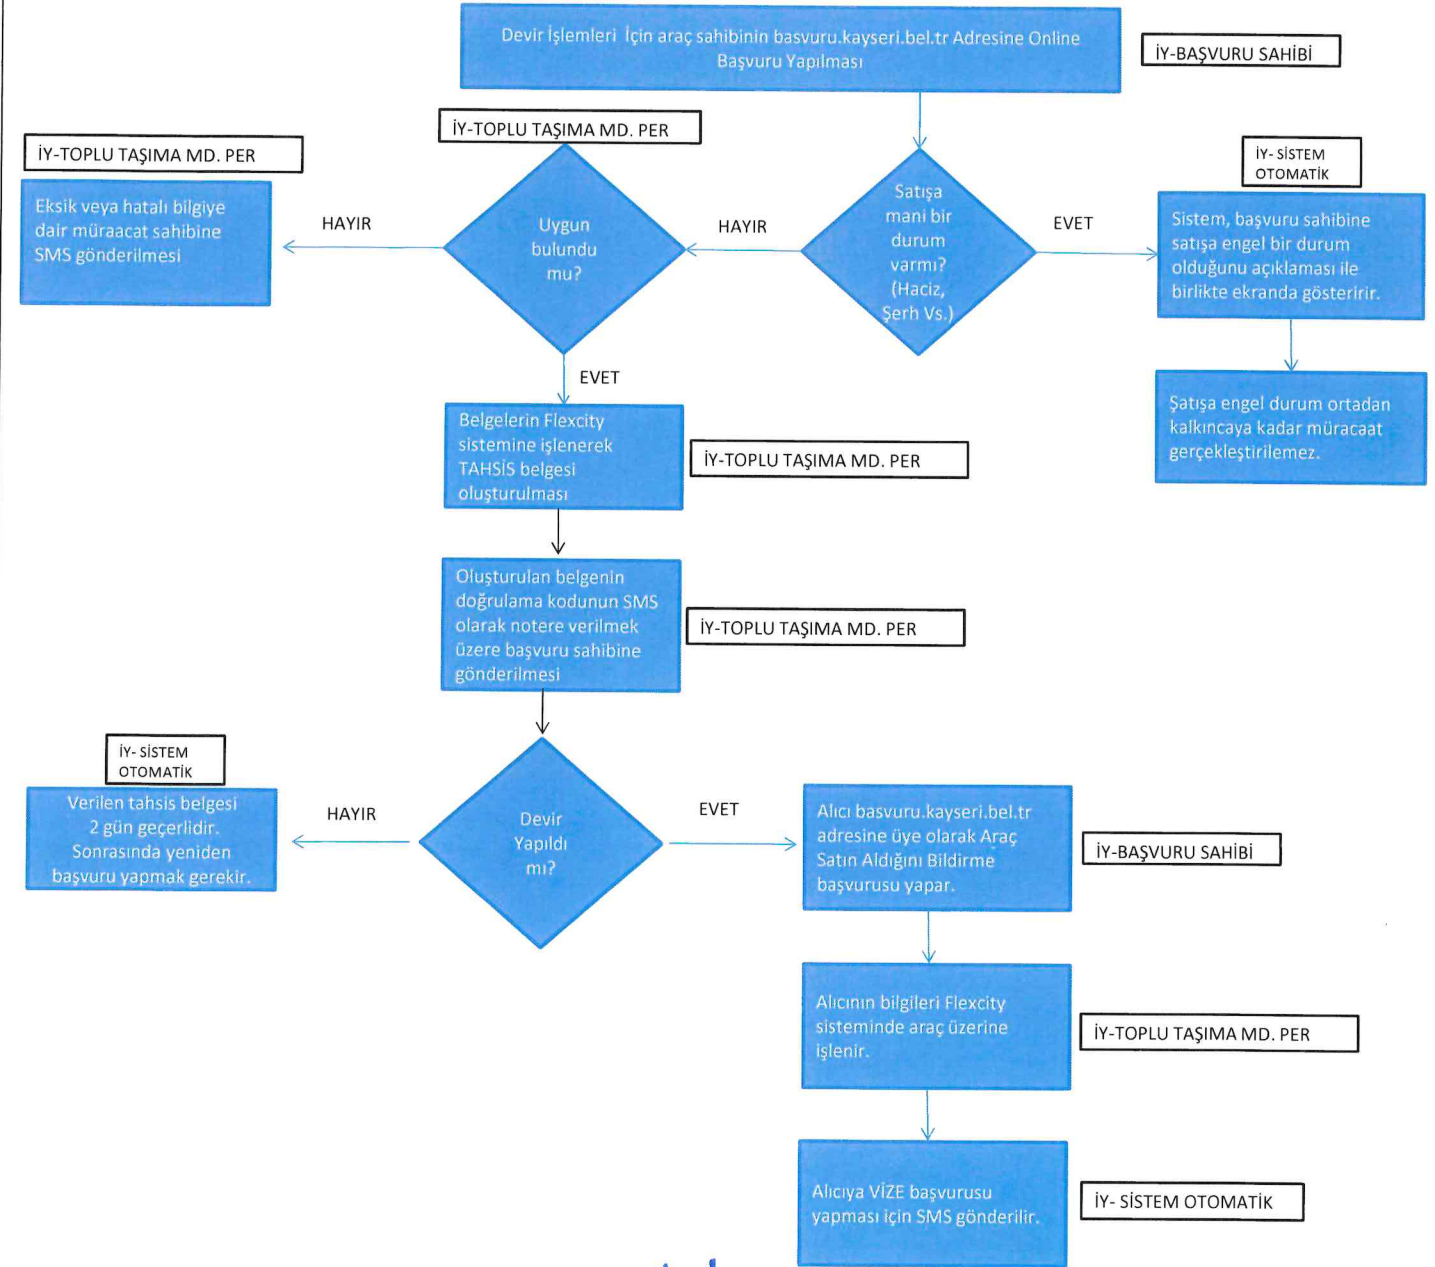 Devir İşlemleri İçin araç sahibinin basvuru.kayseri.bel.tr Adresine Online
Başvuru Yapılması
İY-BAŞVURU SAHİBİ
İY-TOPLU TAŞIMA MD. PER
İY-TOPLU TAŞIMA MD. PER
İY- SİSTEM
OTOMATİK
Eksik veya hatalı bilgiye
dair müraacat sahibine
SMS gönderilmesi
HAYIR
Uygun
bulundu
mu?
HAYIR
Satışa
mani bir
durum
varmı?
(Haciz,
Şerh Vs.)
EVET
Sistem, başvuru sahibine
satışa engel bir durum
olduğunu açıklaması ile
birlikte ekranda gösteririr.
EVET
Şatışa engel durum ortadan
kalkıncaya kadar müracaat
gerçekleştirilemez.
Belgelerin Flexcity
sistemine işlenerek
TAHSİS belgesi
oluşturulması
İY-TOPLU TAŞIMA MD. PER
Oluşturulan belgenin
doğrulama kodunun SMS
olarak notere verilmek
üzere başvuru sahibine
gönderilmesi
İY-TOPLU TAŞIMA MD. PER
İY- SİSTEM
OTOMATİK
Verilen tahsis belgesi
2 gün geçerlidir.
Sonrasında yeniden
başvuru yapmak gerekir.
HAYIR
Devir
Yapıldı
mı?
EVET
Alıcı basvuru.kayseri.bel.tr
adresine üye olarak Araç
Satın Aldığını Bildirme
başvurusu yapar.
İY-BAŞVURU SAHİBİ
Alıcının bilgileri Flexcity
sisteminde araç üzerine
işlenir.
İY-TOPLU TAŞIMA MD. PER
Alıcıya VİZE başvurusu
yapması için SMS gönderilir.
İY- SİSTEM OTOMATİK